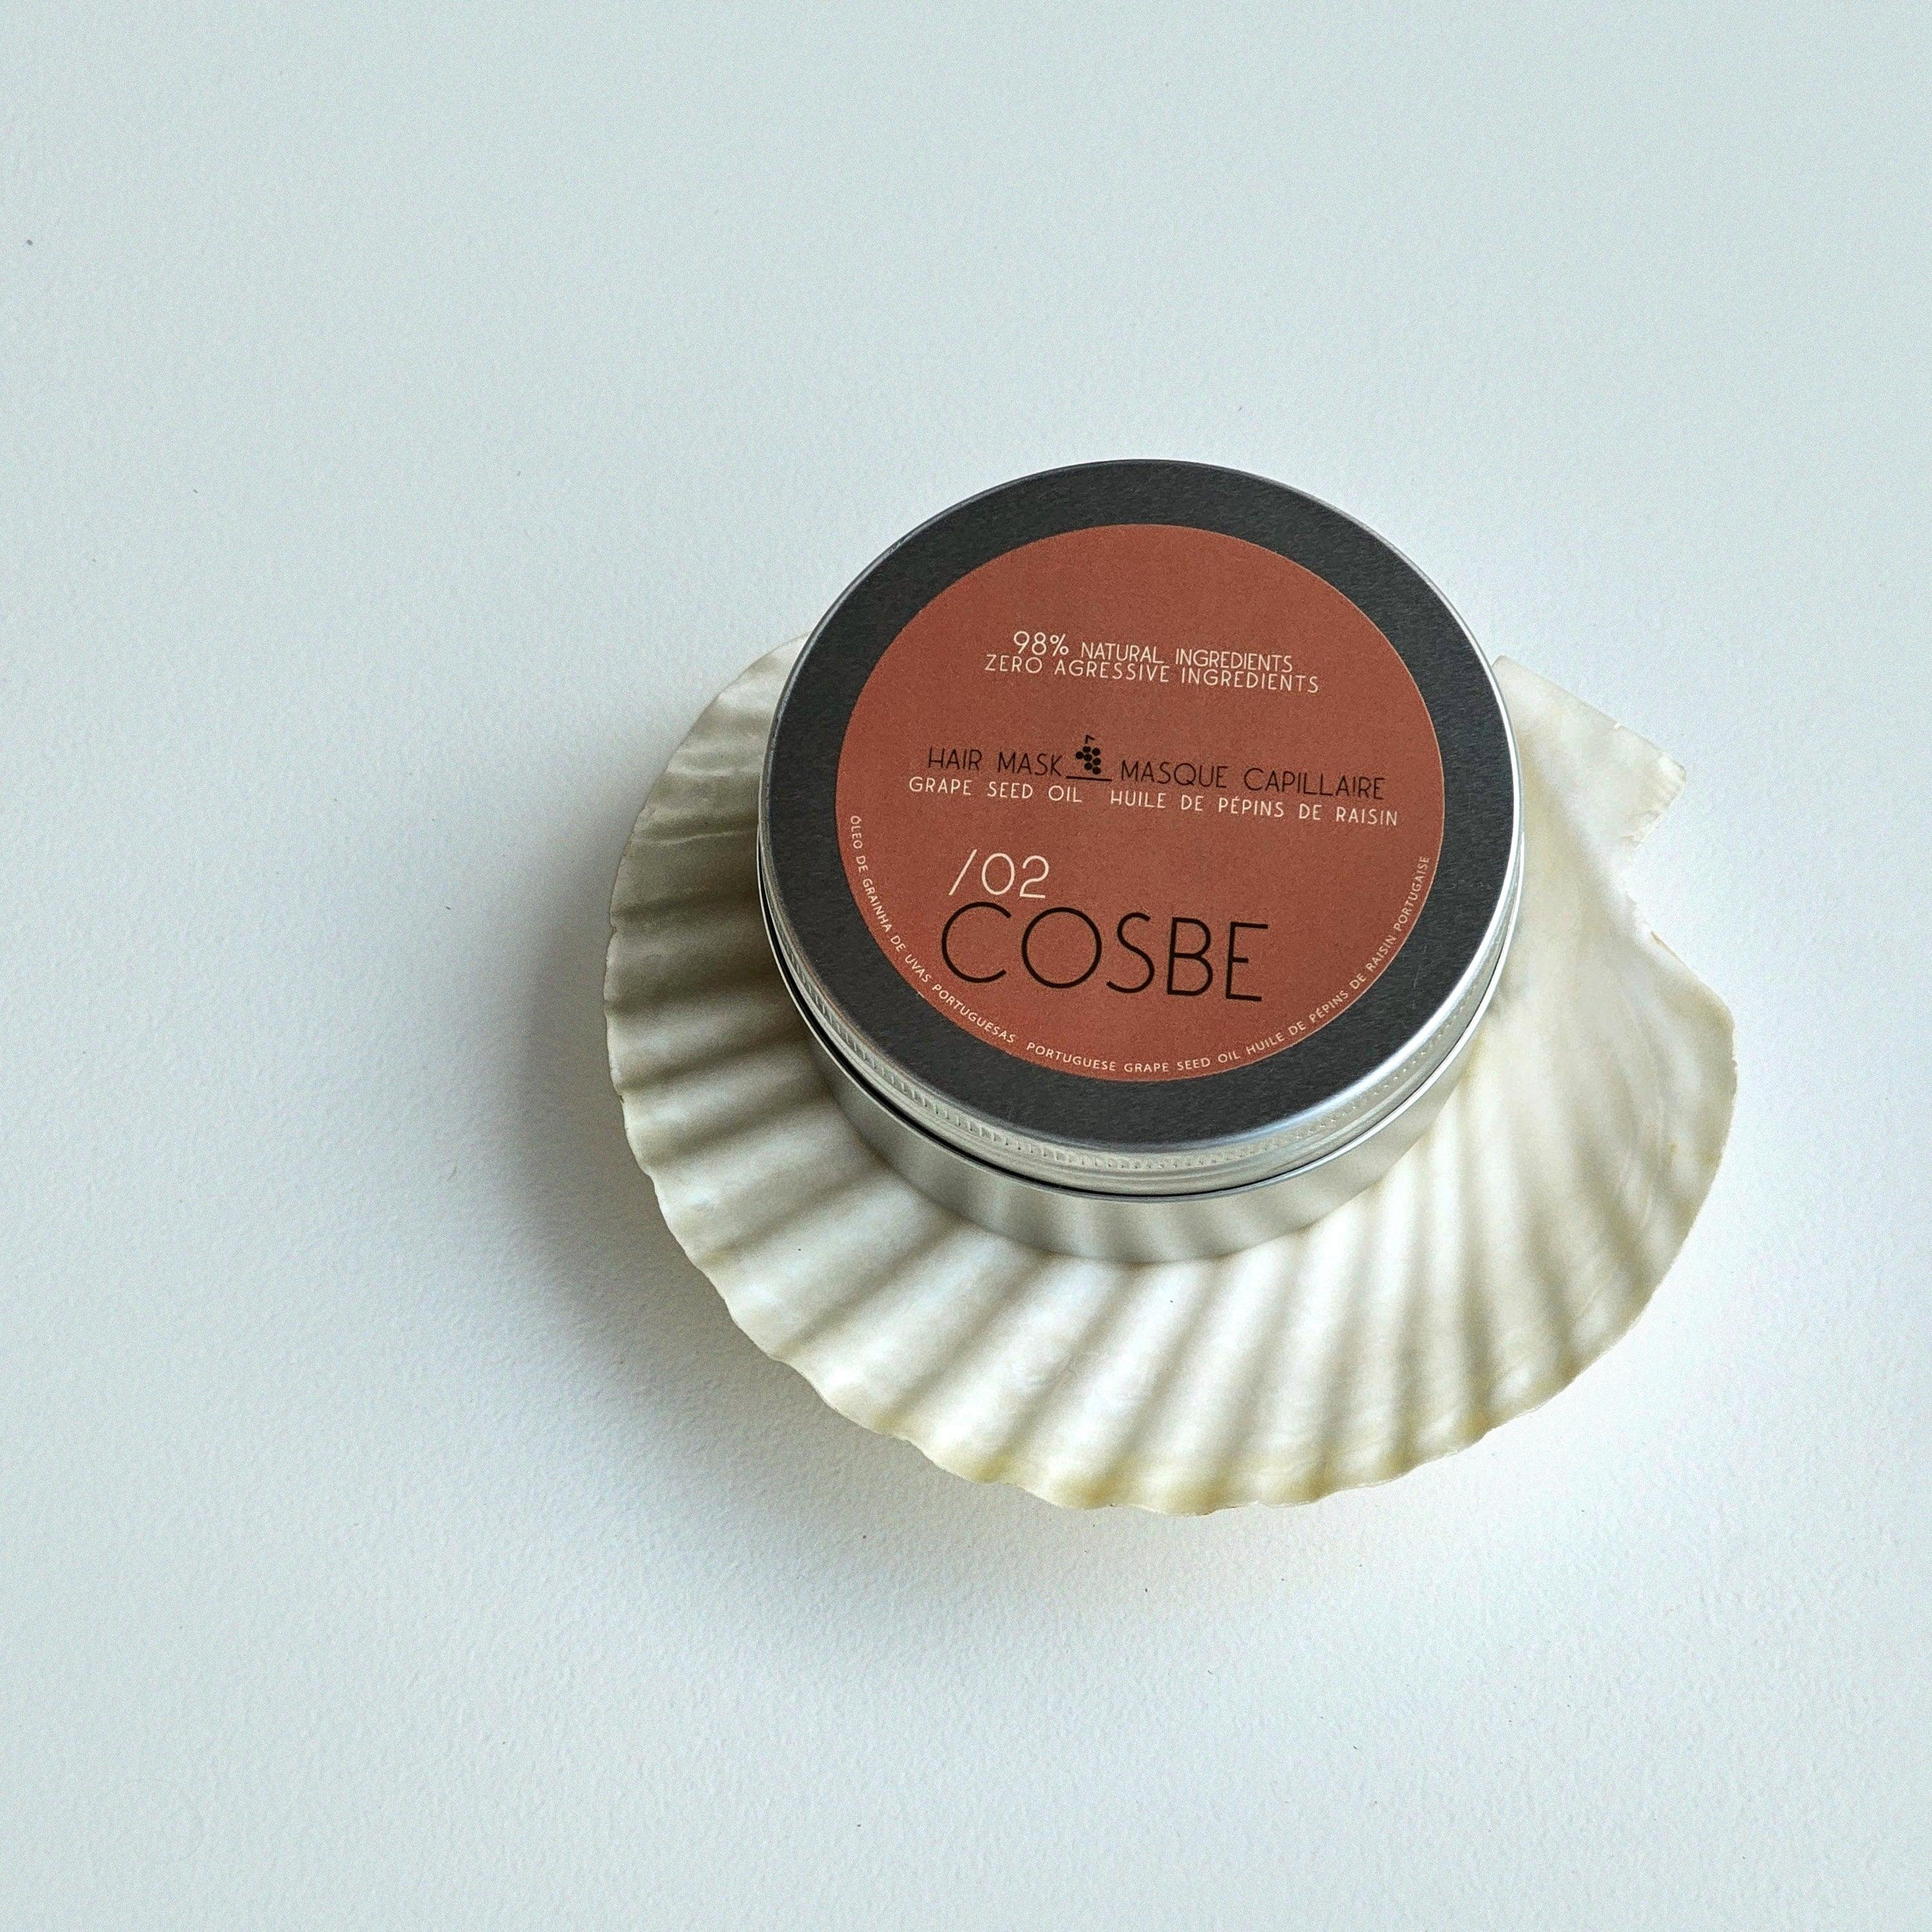 98% NATURAL INGREDIENTS
ZERO AGRESSIVE INGREDIENTS
HAIR MASK MASQUE CAPILLAIRE
GRAPE SEED OIL HUILE DE PÉPINS DE RAISIN
/02
COSBE
ÓLEO DE GRAINHA DE UVAS PORTUGUESAS PORTUGUESE GRAPE SEED OIL HUILE DE PÉPINS DE RAISIN PORTUGAISE